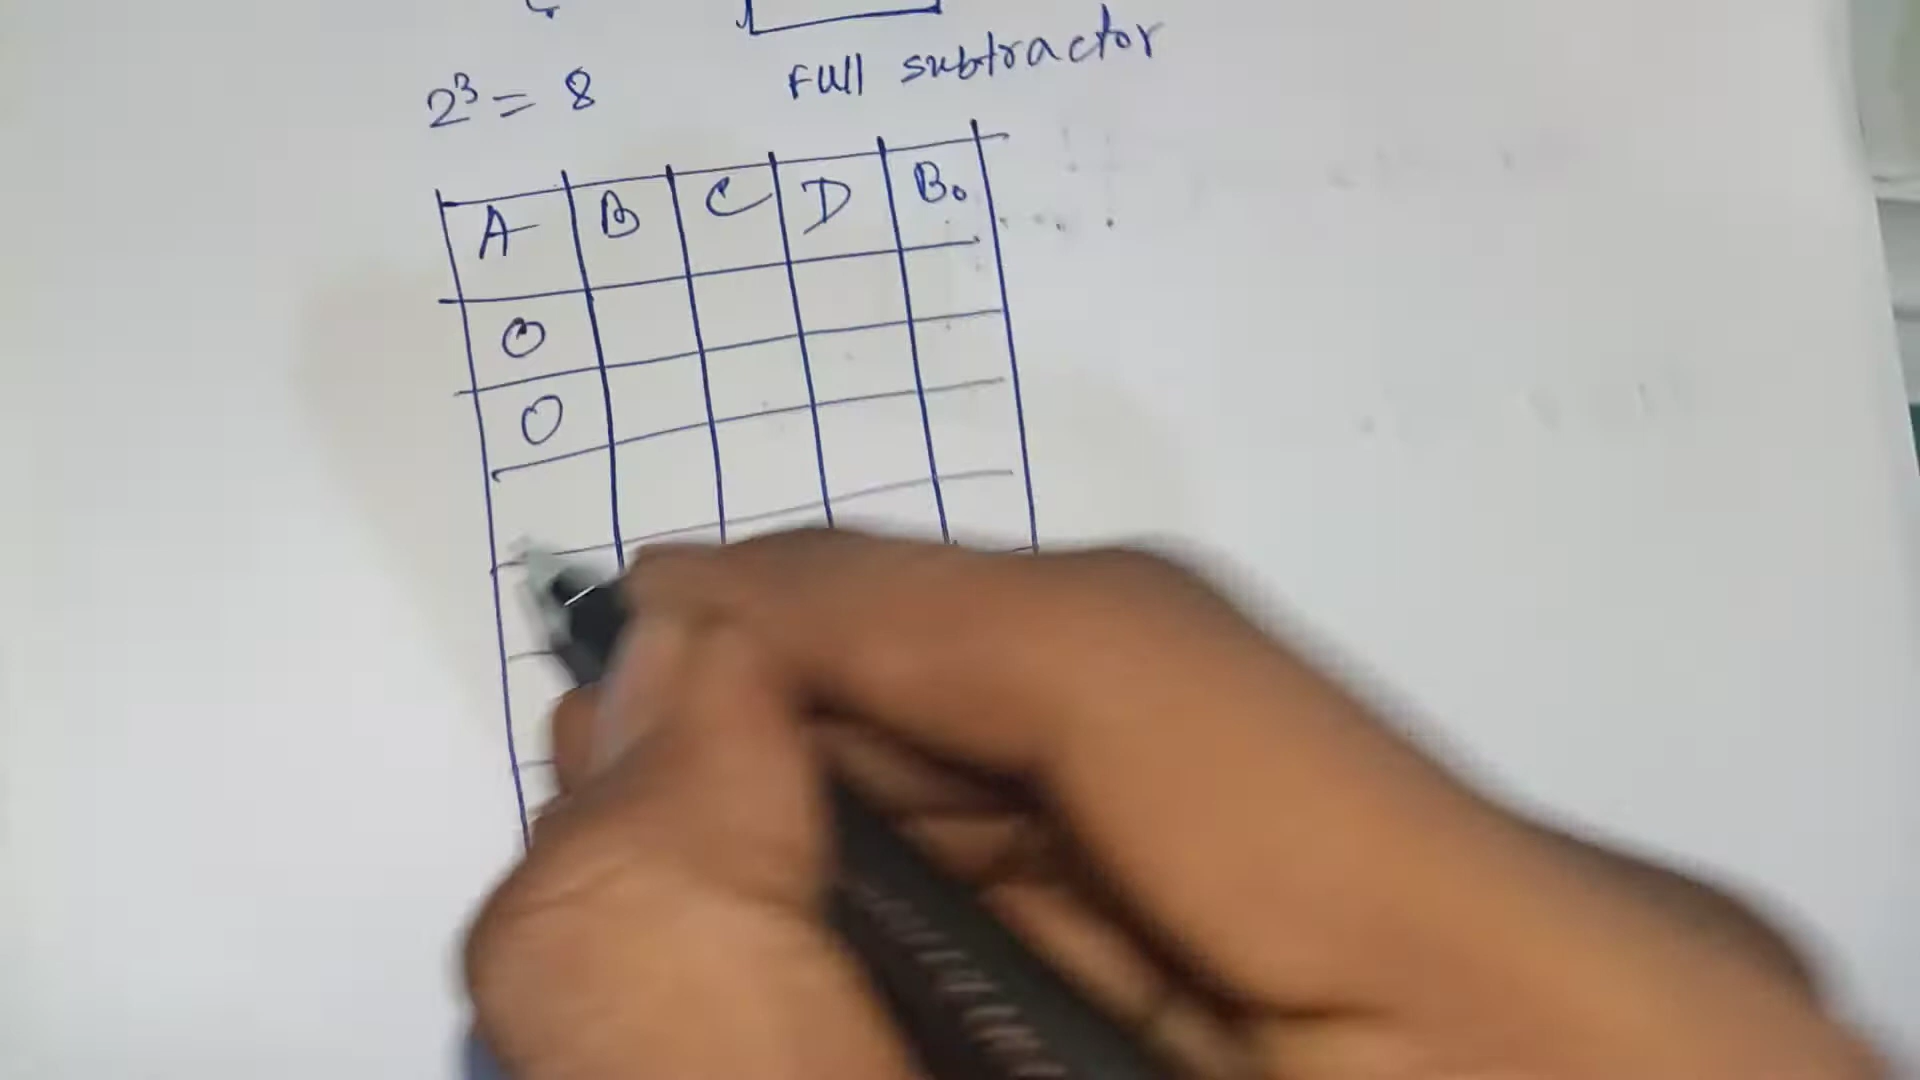 2³ = 8
Full subtractor
A B C D B₀
0
0